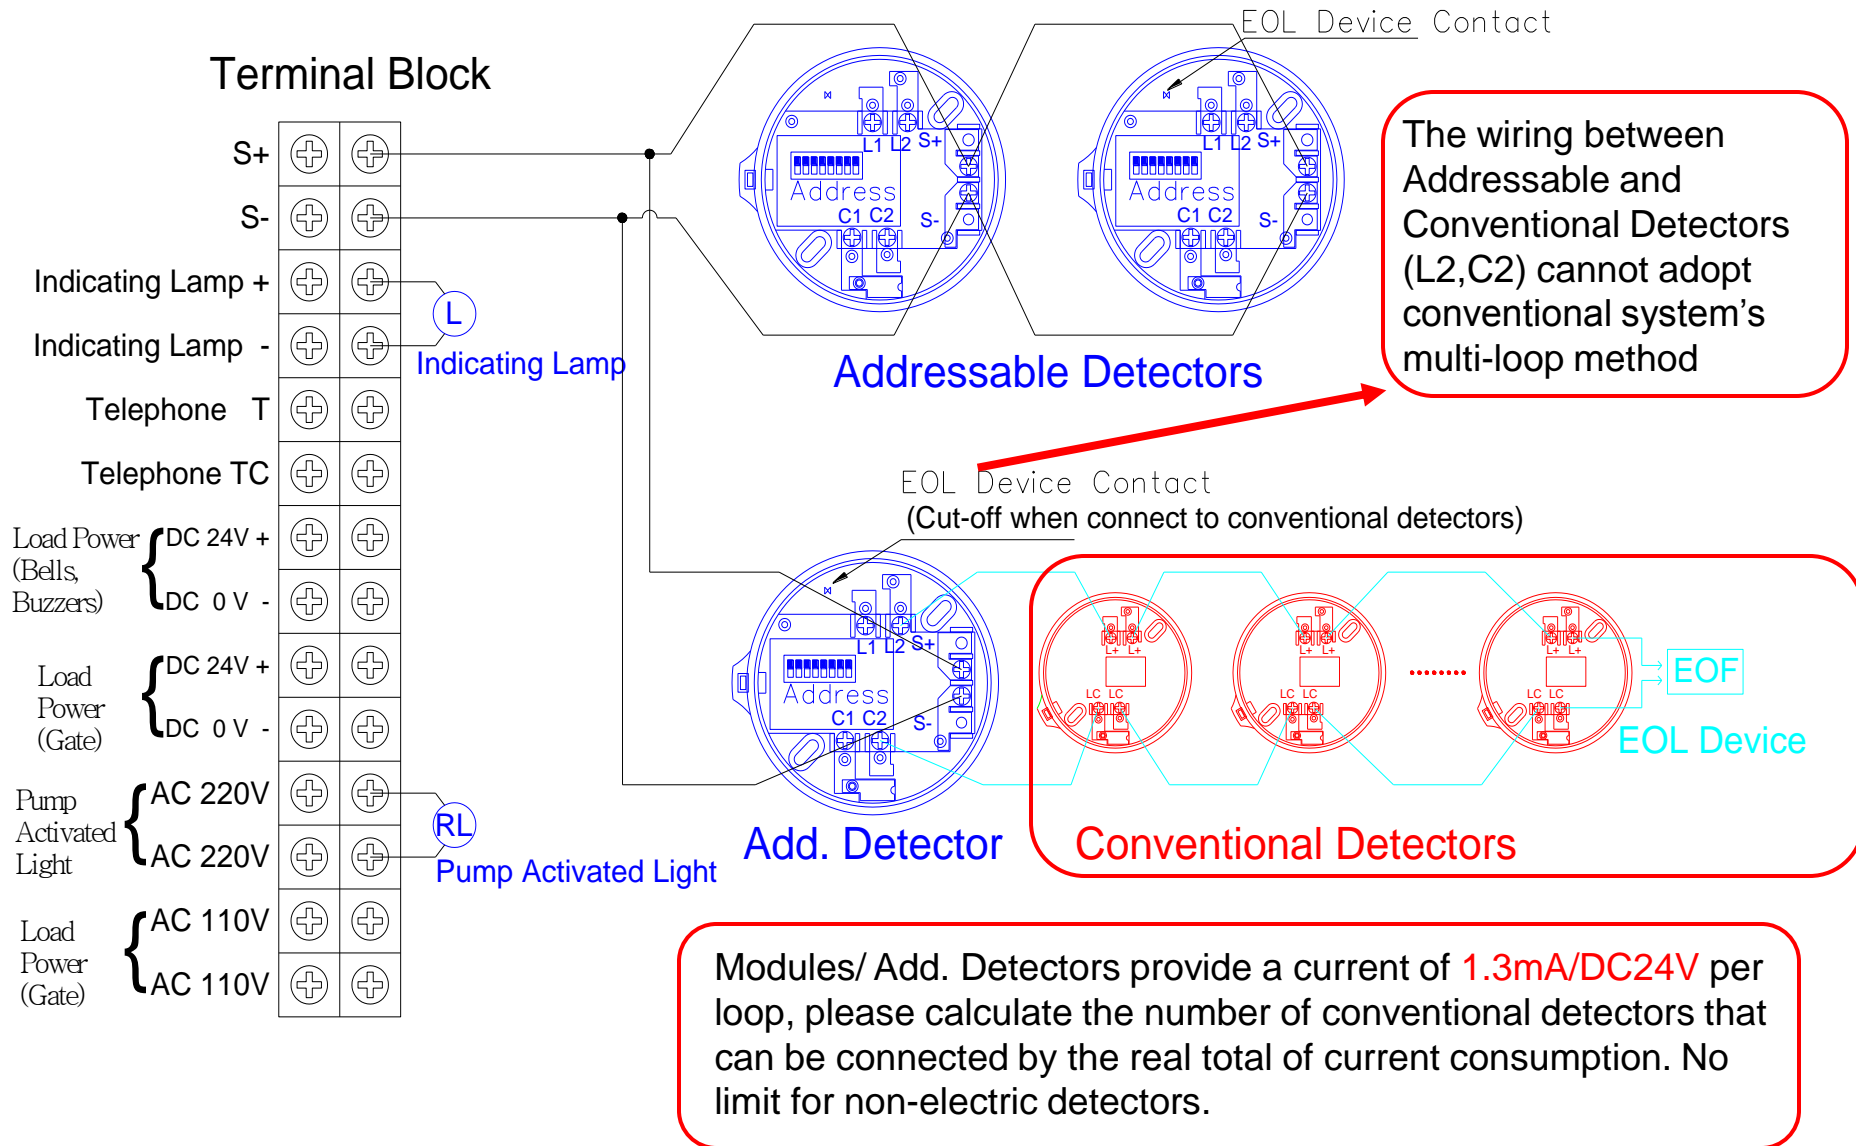 EOL Device Contact
Terminal Block
S+
S-
Indicating Lamp +
Indicating Lamp -
Telephone T
Telephone TC
Load Power
(Bells,
Buzzers)
DC 24V +
DC 0 V -
Load
Power
(Gate)
DC 24V +
DC 0 V -
Pump
Activated
Light
AC 220V
AC 220V
Load
Power
(Gate)
AC 110V
AC 110V
L
Indicating Lamp
RL
Pump Activated Light
L1 L2 S+
Address
C1 C2
S-
L1 L2 S+
Address
C1 C2
S-
Addressable Detectors
The wiring between
Addressable and
Conventional Detectors
(L2,C2) cannot adopt
conventional system's
multi-loop method
EOL Device Contact
(Cut-off when connect to conventional detectors)
L1 L2 S+
Address
C1 C2
S-
Add. Detector
L+ L+
LC LC
L+ L+
LC LC
L+ L+
LC LC
EOF
EOL Device
Conventional Detectors
Modules/ Add. Detectors provide a current of 1.3mA/DC24V per
loop, please calculate the number of conventional detectors that
can be connected by the real total of current consumption. No
limit for non-electric detectors.